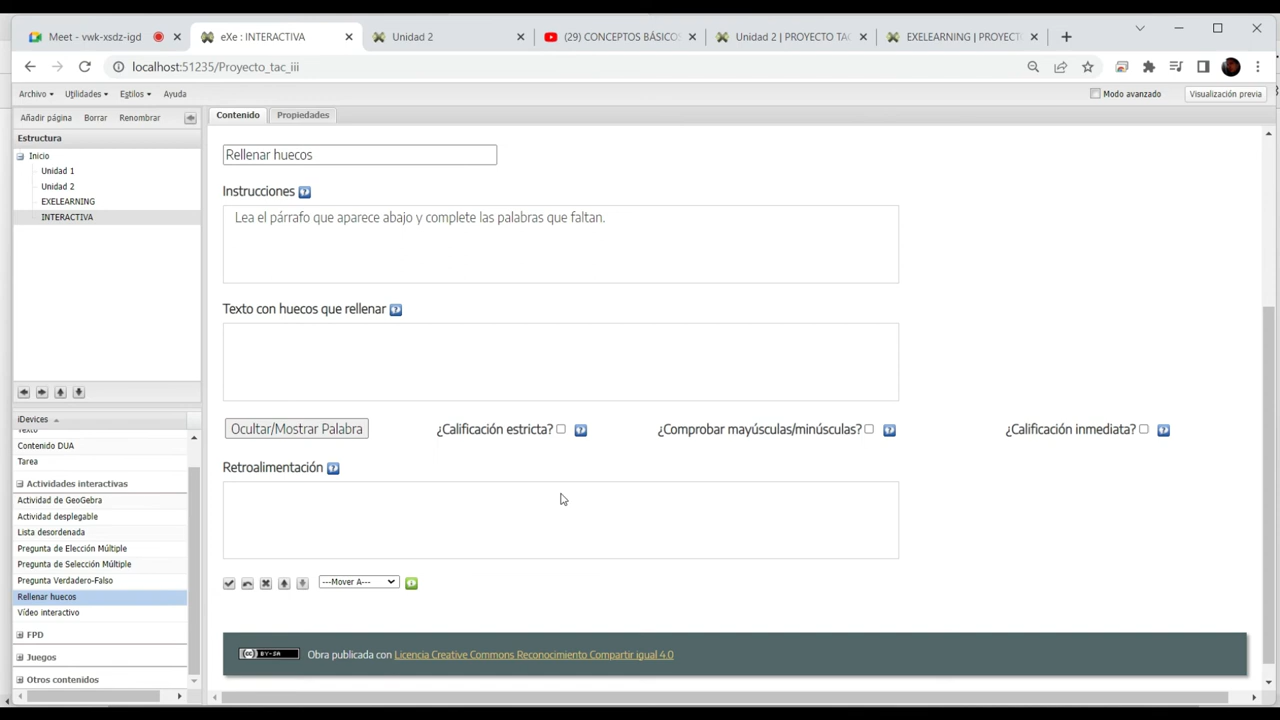 Meet - vwk-xsdz-igd
eXe : INTERACTIVA
Unidad 2
(29) CONCEPTOS BÁSICOS
Unidad 2 | PROYECTO TAC
EXELEARNING | PROYECT
localhost:51235/Proyecto_tac_iii
Archivo
Utilidades
Estilos
Ayuda
Modo avanzado
Visualización previa
Añadir página
Borrar
Renombrar
Contenido
Propiedades
Estructura
Inicio
Unidad 1
Unidad 2
EXELEARNING
INTERACTIVA
Rellenar huecos
Instrucciones
Lea el párrafo que aparece abajo y complete las palabras que faltan.
Texto con huecos que rellenar
Ocultar/Mostrar Palabra
¿Calificación estricta?
¿Comprobar mayúsculas/minúsculas?
¿Calificación inmediata?
Retroalimentación
---Mover A---
iDevices
Texto
Contenido DUA
Tarea
Actividades interactivas
Actividad de GeoGebra
Actividad desplegable
Lista desordenada
Pregunta de Elección Múltiple
Pregunta de Selección Múltiple
Pregunta Verdadero-Falso
Rellenar huecos
Vídeo interactivo
FPD
Juegos
Otros contenidos
BY-SA
Obra publicada con Licencia Creative Commons Reconocimiento Compartir igual 4.0